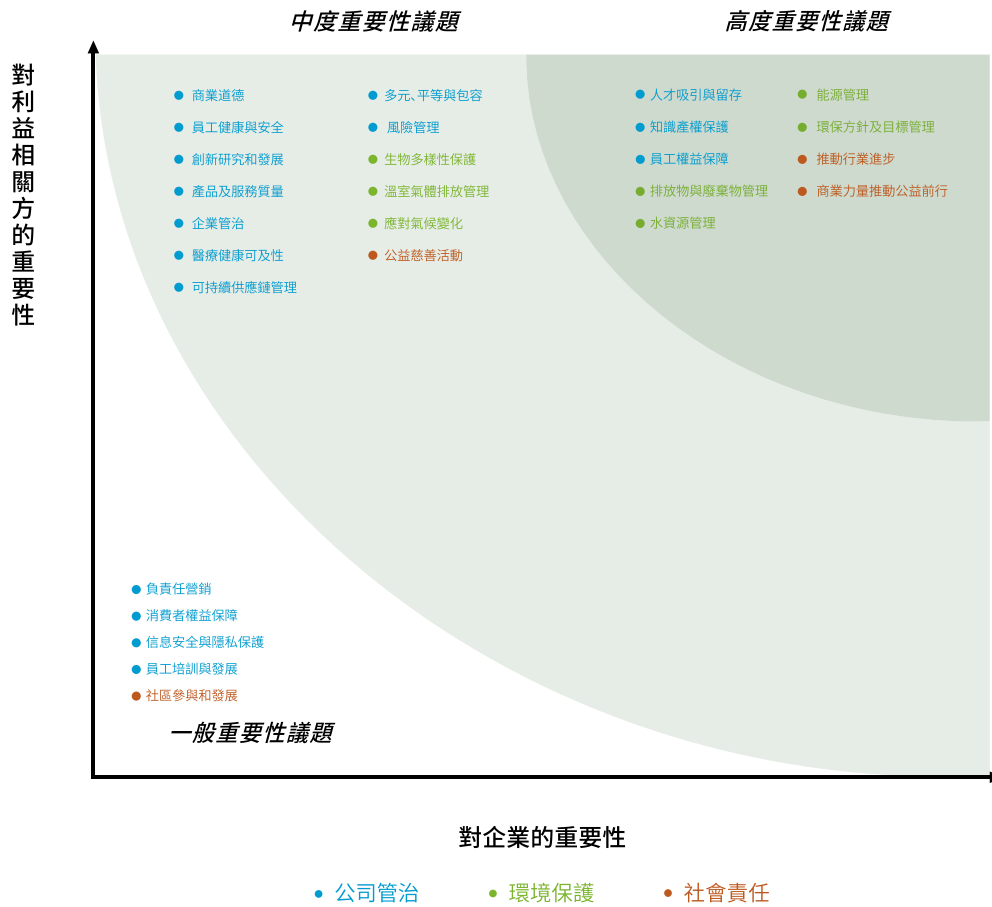 中度重要性議題
高度重要性議題
對利益相關方的重要性
商業道德
員工健康與安全
創新研究和發展
產品及服務質量
企業管治
醫療健康可及性
可持續供應鏈管理
多元、平等與包容
風險管理
生物多樣性保護
溫室氣體排放管理
應對氣候變化
公益慈善活動
人才吸引與留存
知識產權保護
員工權益保障
排放物與廢棄物管理
水資源管理
能源管理
環保方針及目標管理
推動行業進步
商業力量推動公益前行
負責任營銷
消費者權益保障
信息安全與隱私保護
員工培訓與發展
社區參與和發展
一般重要性議題
對企業的重要性
公司管治
環境保護
社會責任